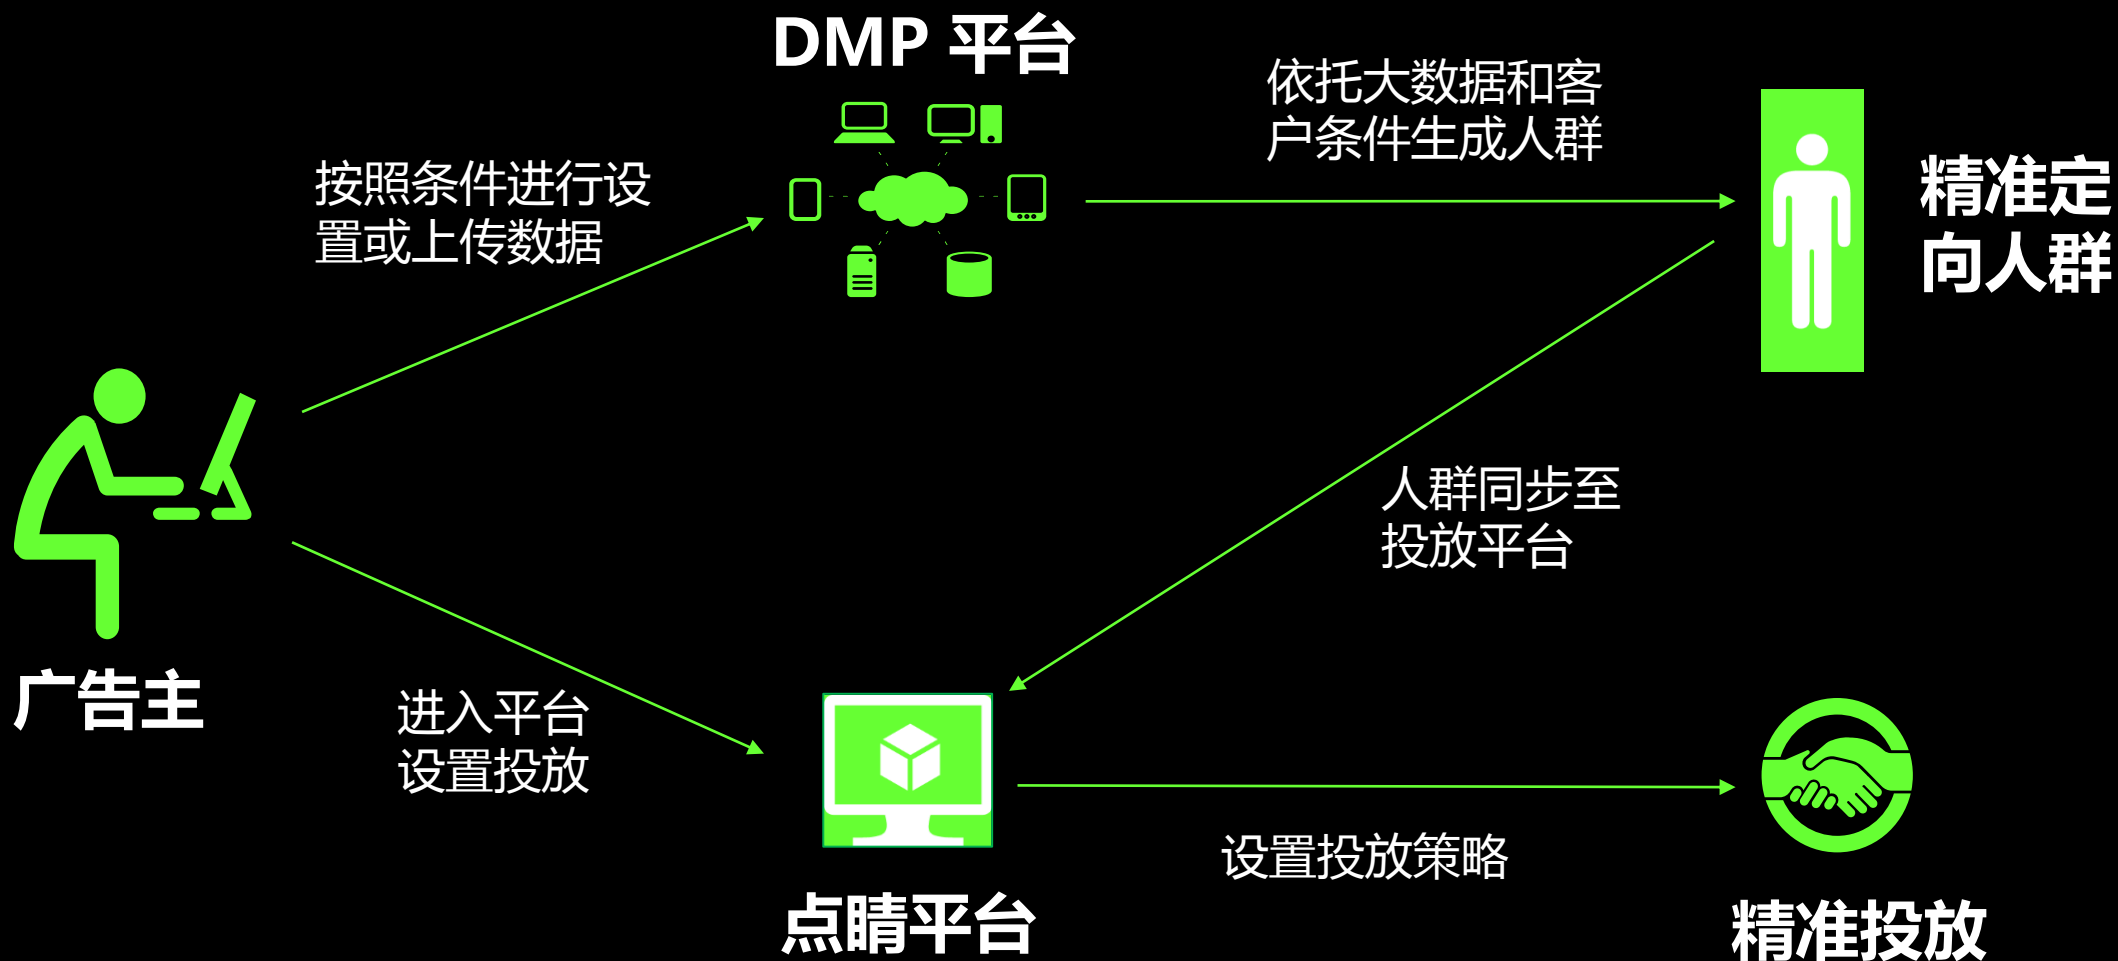 DMP 平台
依托大数据和客
户条件生成人群
按照条件进行设
置或上传数据
精准定
向人群
人群同步至
投放平台
广告主
进入平台
设置投放
设置投放策略
点睛平台
精准投放